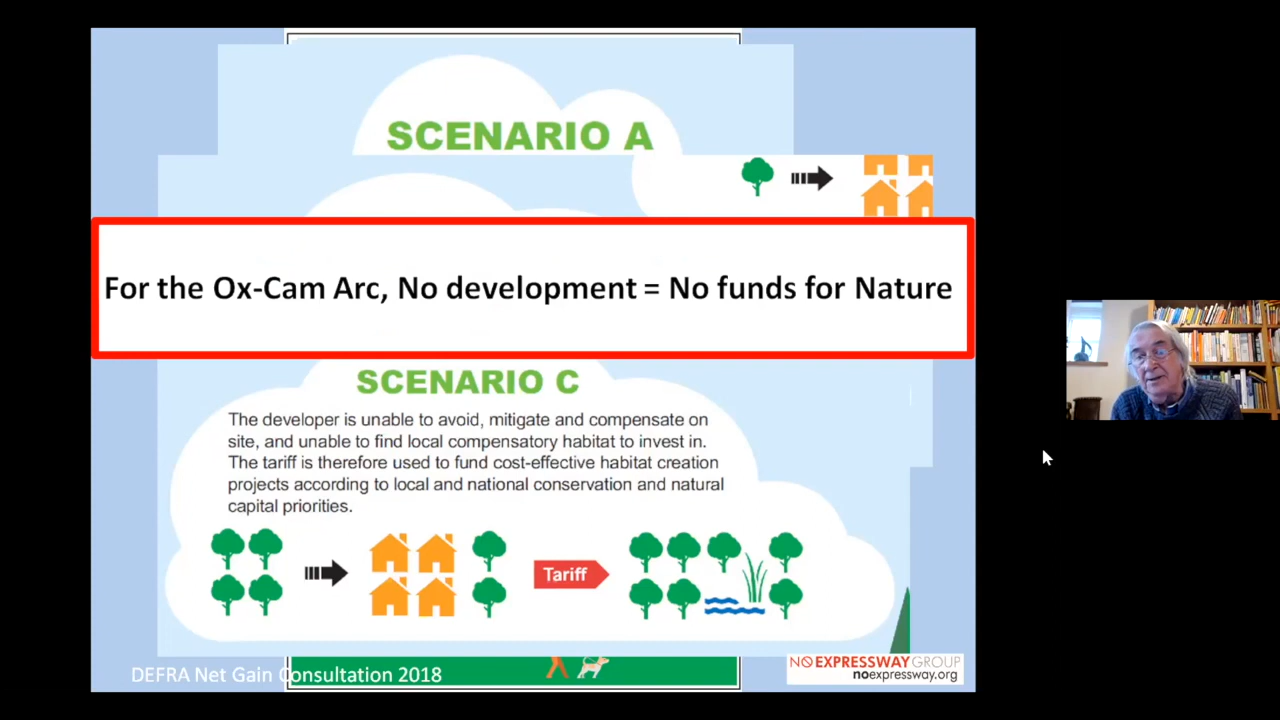 SCENARIO A
For the Ox-Cam Arc, No development = No funds for Nature
SCENARIO C
The developer is unable to avoid, mitigate and compensate on
site, and unable to find local compensatory habitat to invest in.
The tariff is therefore used to fund cost-effective habitat creation
projects according to local and national conservation and natural
capital priorities.
Tariff
DEFRA Net Gain Consultation 2018
NO EXPRESSWAY GROUP
noexpressway.org